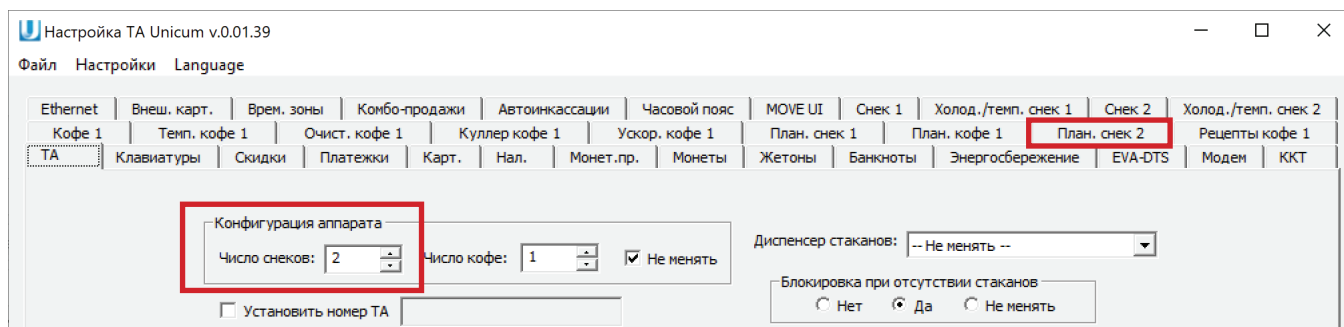 Настройка TA Unicum v.0.01.39
Файл Настройки Language
Ethernet Внеш. карт. Врем. зоны Комбо-продажи Автоинкассации Часовой пояс MOVE UI Снек 1 Холод./темп. снек 1 Снек 2 Холод./темп. снек 2
Кофе 1 Темп. кофе 1 Очист. кофе 1 Куллер кофе 1 Ускор. кофе 1 План. снек 1 План. кофе 1 План. снек 2 Рецепты кофе 1
TA Клавиатуры Скидки Платежки Карт. Нал. Монет.пр. Монеты Жетоны Банкноты Энергосбережение EVA-DTS Модем ККТ
Конфигурация аппарата
Число снеков: 2 Число кофе: 1 Не менять
Диспенсер стаканов: -- Не менять --
Блокировка при отсутствии стаканов
Нет Да Не менять
Установить номер ТА